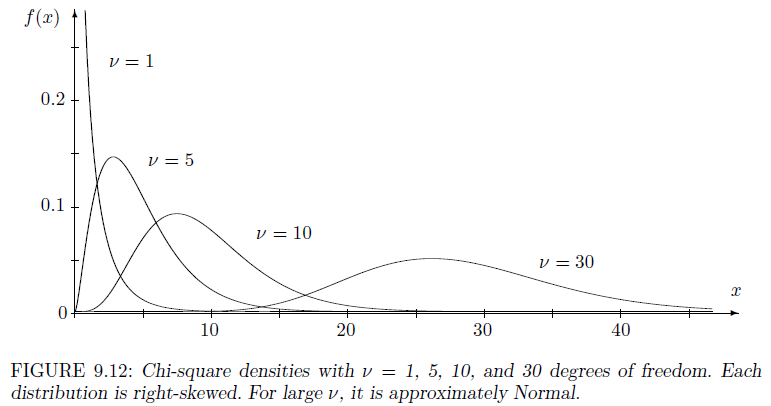 f(x)
ν = 1
0.2
ν = 5
0.1
ν = 10
ν = 30
x
0
10
20
30
40
FIGURE 9.12: Chi-square densities with ν = 1, 5, 10, and 30 degrees of freedom. Each
distribution is right-skewed. For large ν, it is approximately Normal.